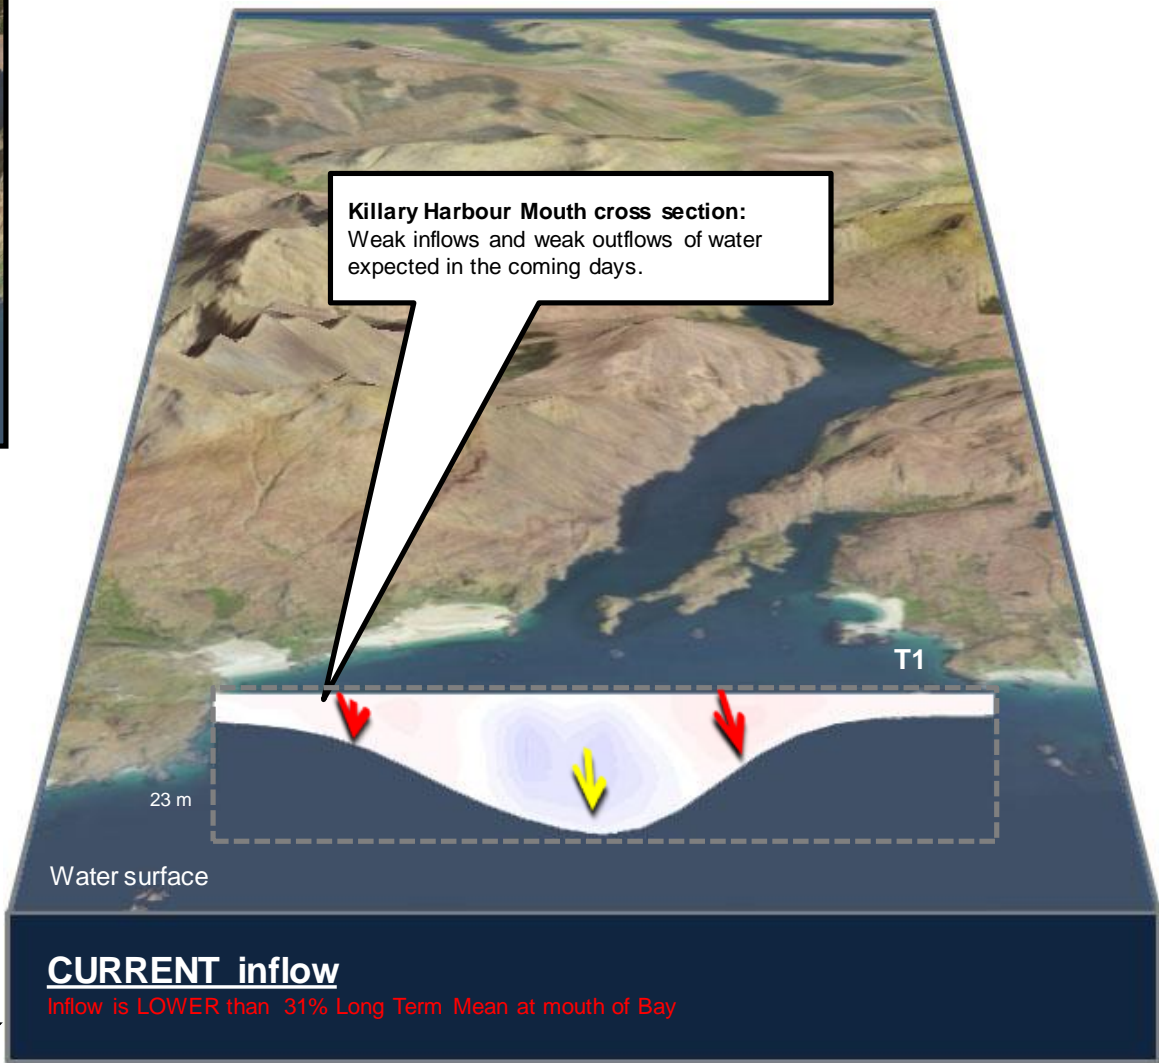 Killary Harbour Mouth cross section:
Weak inflows and weak outflows of water
expected in the coming days.
T1
23 m
Water surface
CURRENT inflow
Inflow is LOWER than 31% Long Term Mean at mouth of Bay